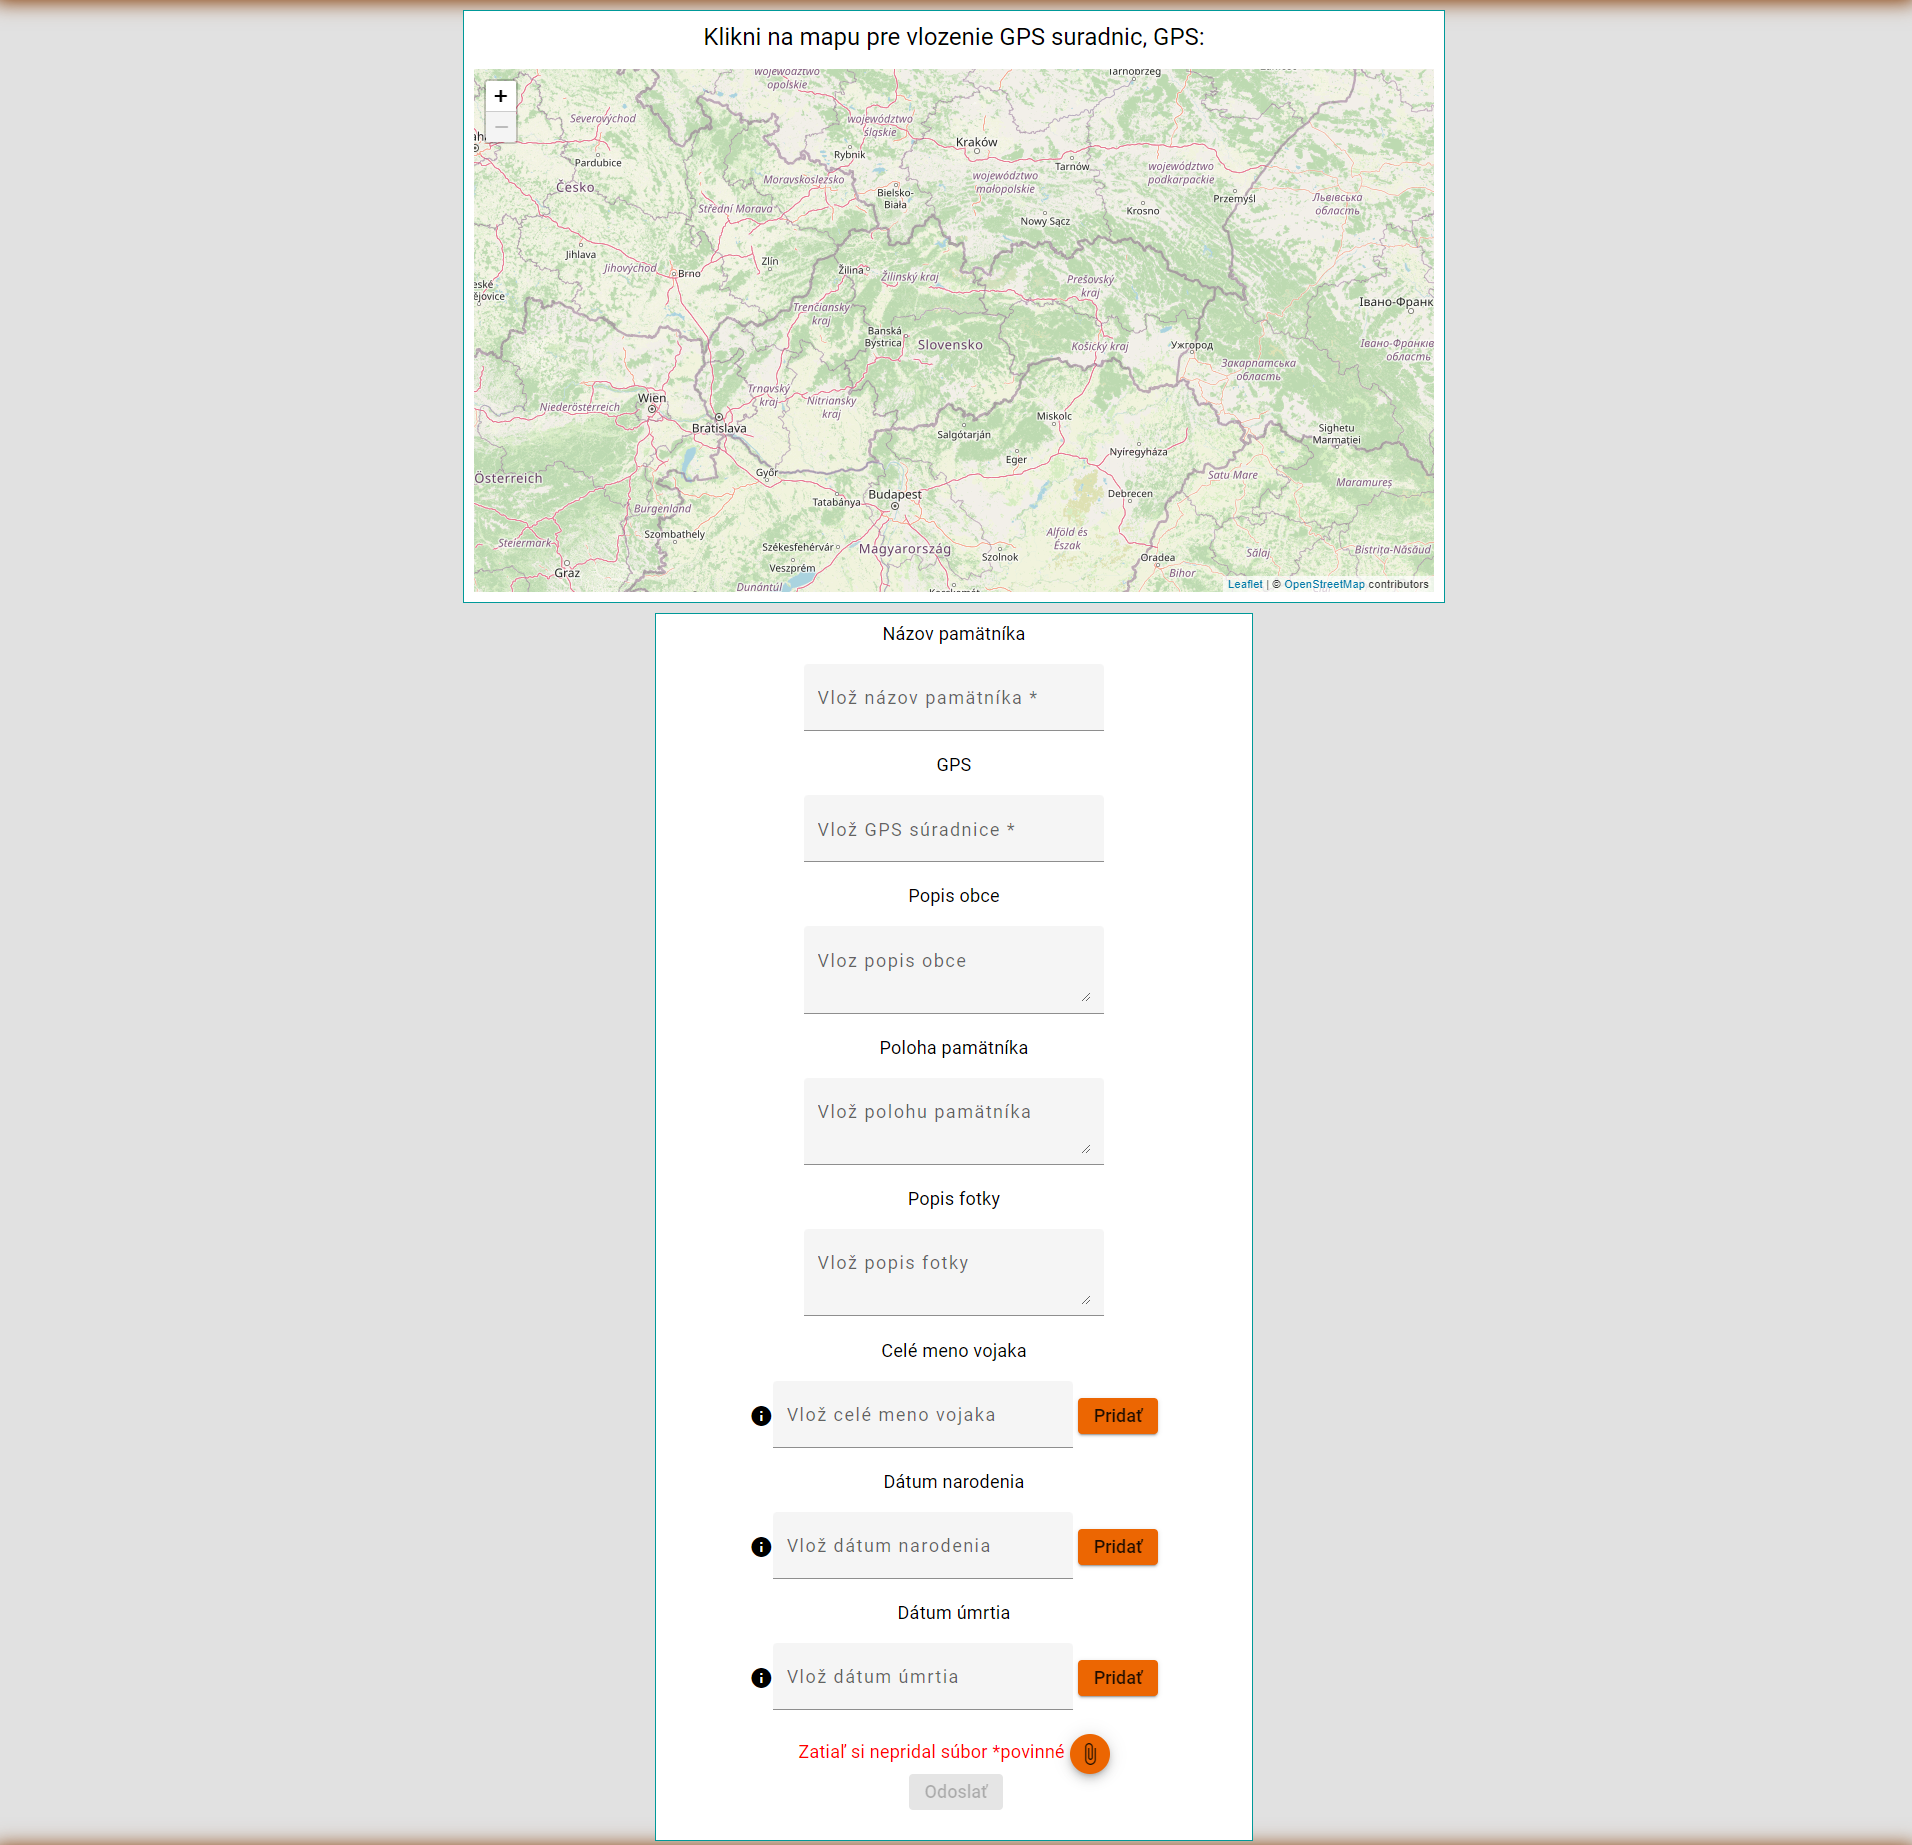 Klikni na mapu pre vlozenie GPS suradnic, GPS:
województwo
opolskie
Tarnobrzeg
+
−
Severovýchod
województwo
śląskie
Kraków
Rybnik
Pardubice
Tarnów
województwo
podkarpackie
Moravskoslezsko
województwo
małopolskie
Česko
Bielsko-
Biała
Przemyśl
Львівська
область
Střední Morava
Krosno
Nowy Sącz
Jihlava
Zlín
Jihovýchod
Brno
Žilina
Žilinský kraj
Prešovský
kraj
Івано-Франк
Trenčiansky
kraj
Banská
Bystrica
Slovensko
Košický kraj
Ужгород
Івано-Франків
область
Закарпатська
область
Trnavský
kraj
Nitriansky
kraj
Wien
Niederösterreich
Miskolc
Bratislava
Salgótarján
Sighetu
Marmației
Eger
Nyíregyháza
Győr
Österreich
Satu Mare
Maramureș
Tatabánya
Budapest
Debrecen
Burgenland
Szombathely
Alföld és
Észak
Steiermark
Székesfehérvár
Magyarország
Szolnok
Oradea
Sălaj
Bistrița-Năsăud
Graz
Veszprém
Bihor
Dunántúl
Leaflet | © OpenStreetMap contributors
Názov pamätníka
Vlož názov pamätníka *
GPS
Vlož GPS súradnice *
Popis obce
Vloz popis obce
Poloha pamätníka
Vlož polohu pamätníka
Popis fotky
Vlož popis fotky
Celé meno vojaka
Vlož celé meno vojaka
Pridať
Dátum narodenia
Vlož dátum narodenia
Pridať
Dátum úmrtia
Vlož dátum úmrtia
Pridať
Zatiaľ si nepridal súbor *povinné
Odoslať